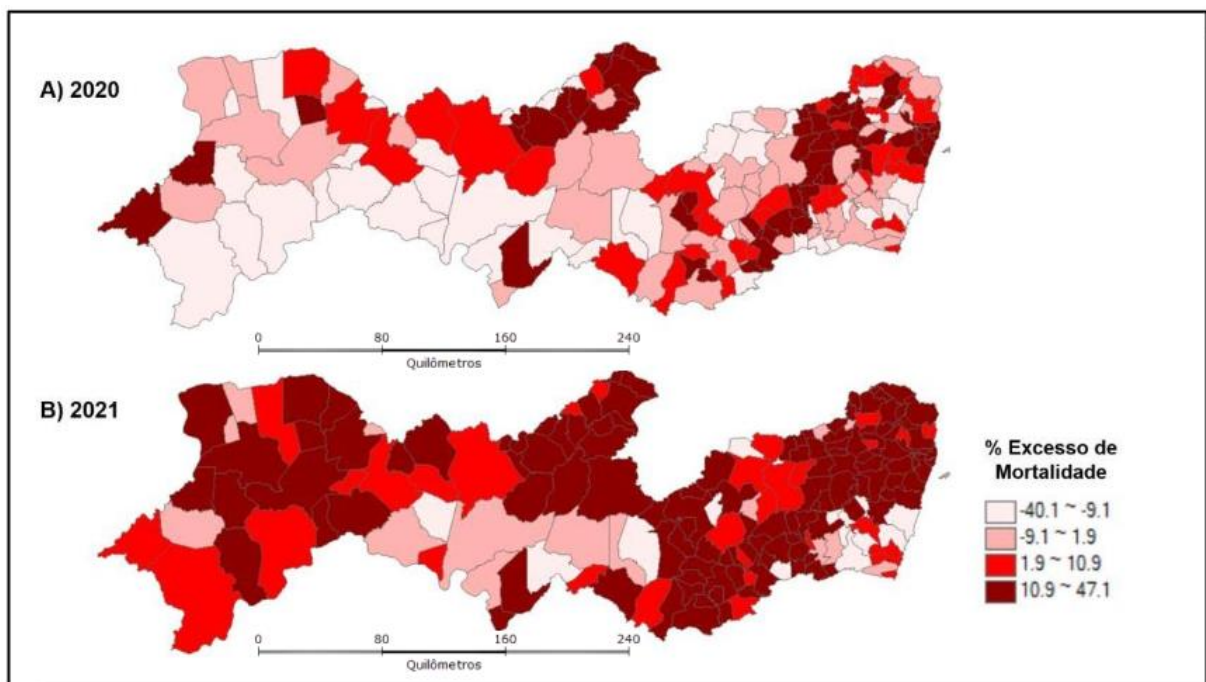 A) 2020
0 80 160 240
Quilômetros
B) 2021
% Excesso de
Mortalidade
-40.1 ~ -9.1
-9.1 ~ 1.9
1.9 ~ 10.9
10.9 ~ 47.1
0 80 160 240
Quilômetros